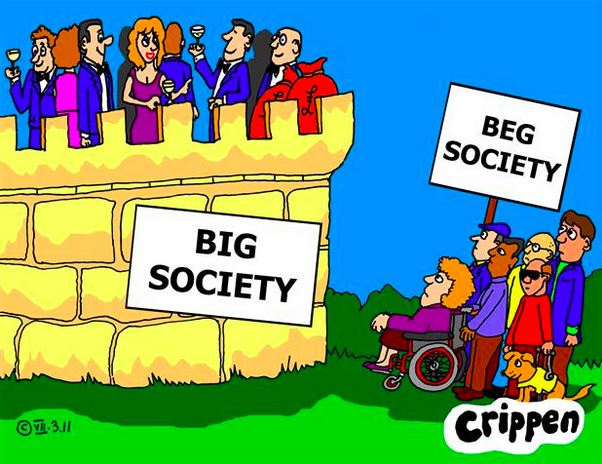 £
BEG
SOCIETY
BIG
SOCIETY
crippen
© VII-3.11